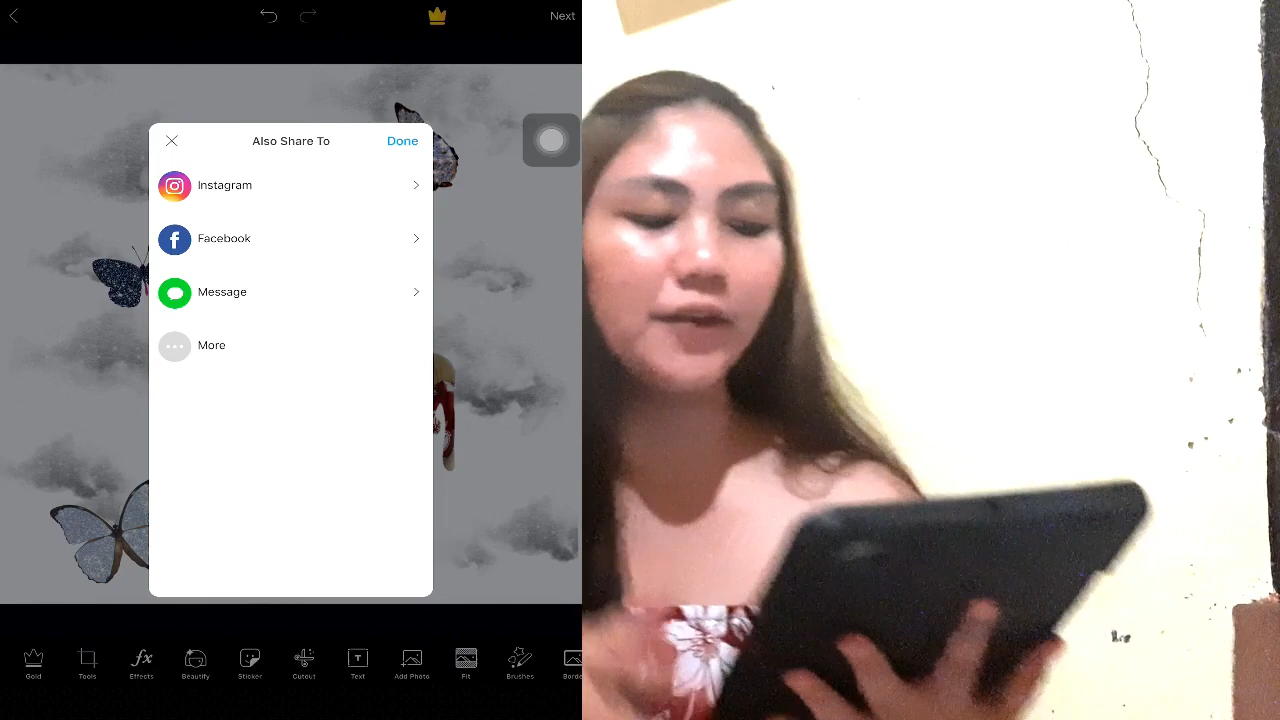 Next
Also Share To
Done
Instagram
Facebook
Message
More
Gold
Tools
Effects
Beautify
Sticker
Cutout
Text
Add Photo
Fit
Brushes
Borde